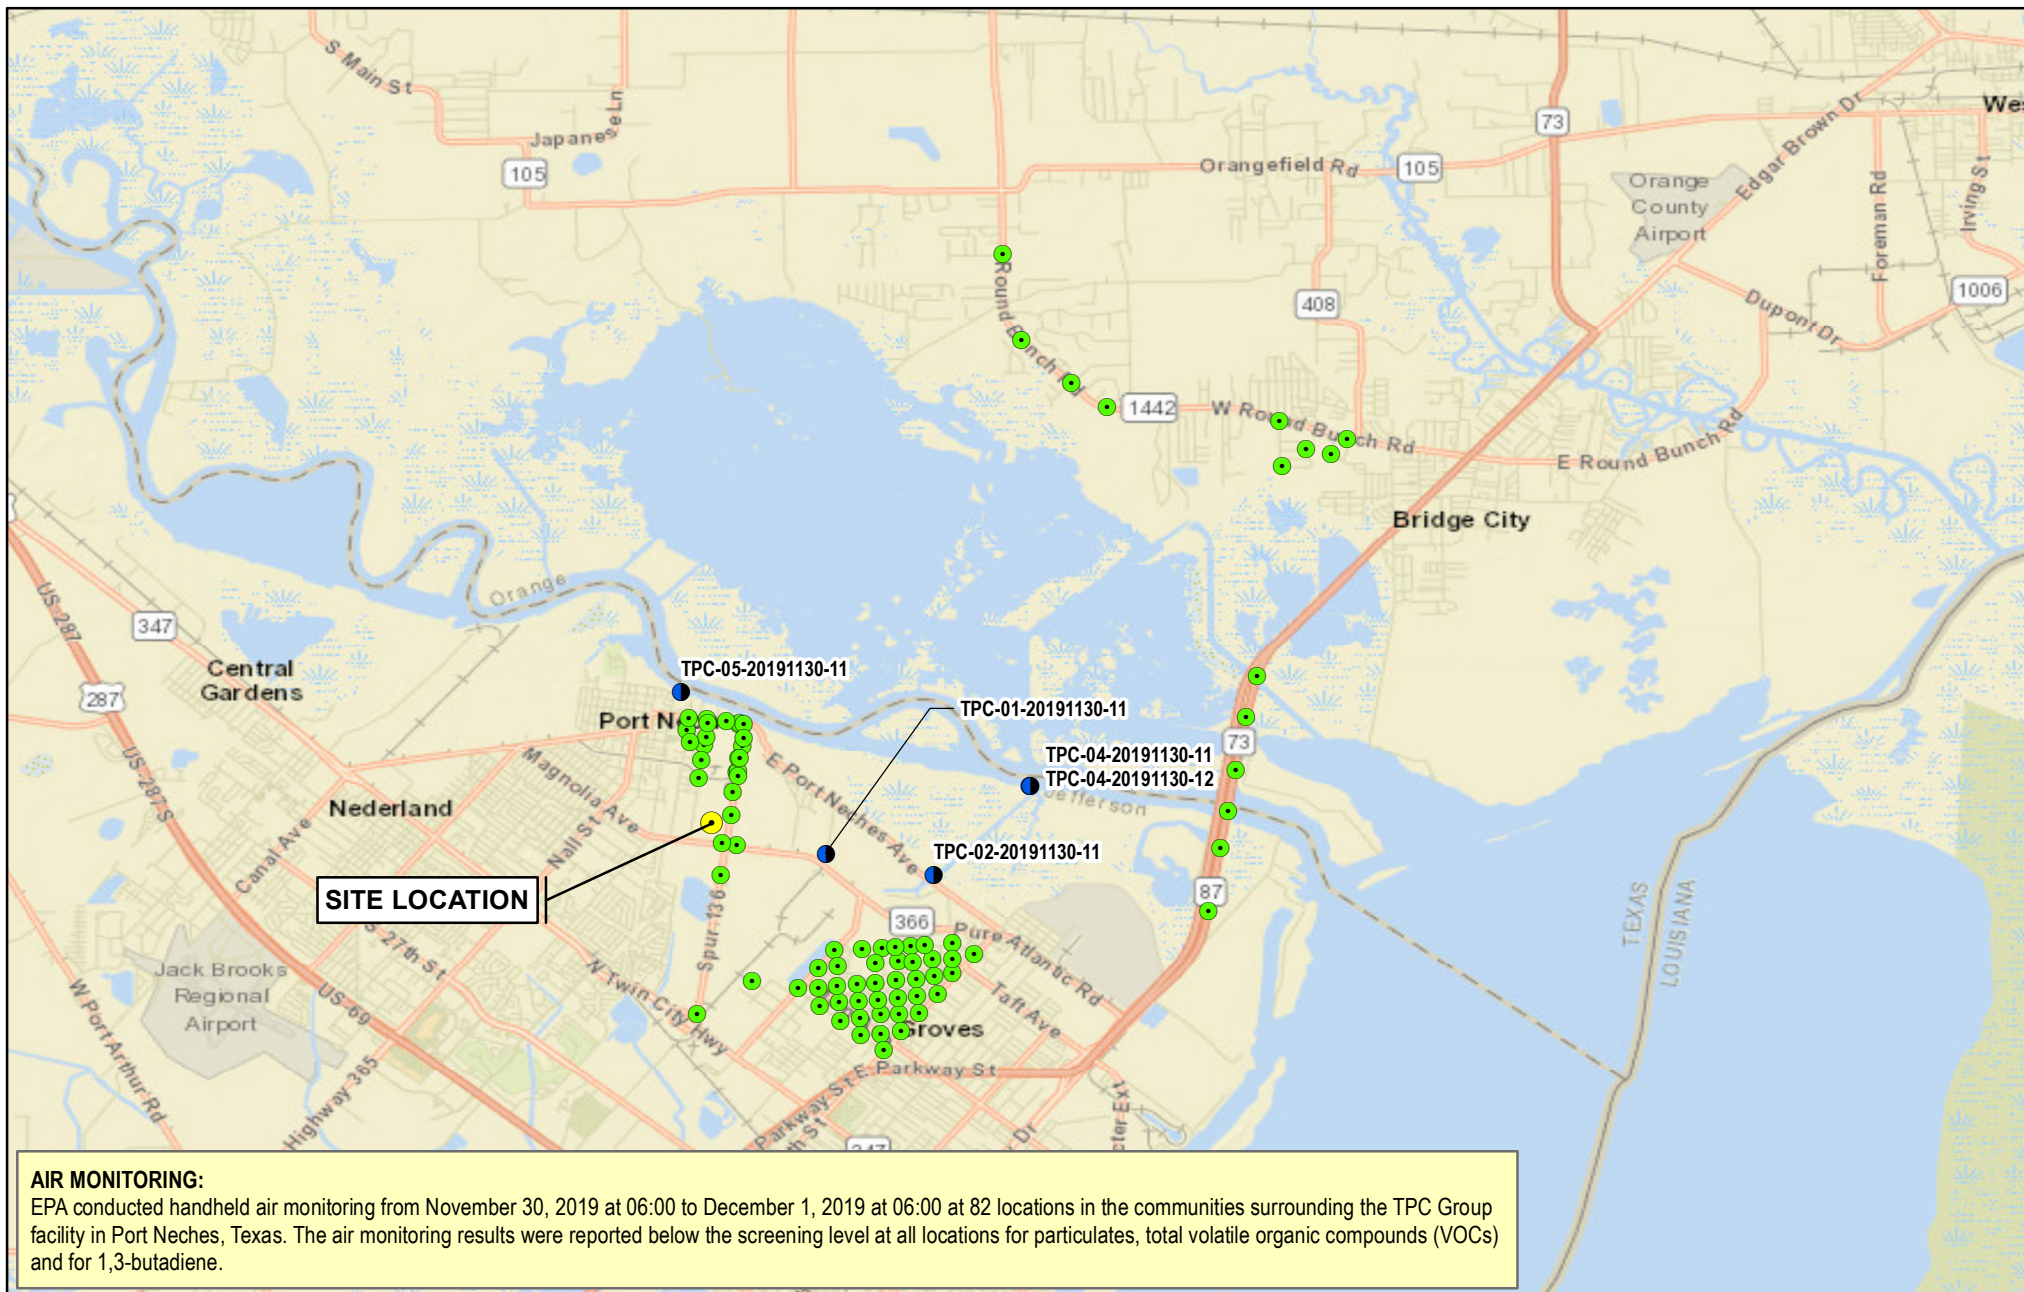 S Main St
Japanese Ln
105
Orangefield Rd
105
73
Edgar Brown Dr
Orange
County
Airport
Foreman Rd
Irving St
1006
Dupont Dr
408
Round Bunch Rd
1442
W Round Bunch Rd
E Round Bunch Rd
Bridge City
Orange
US-287
347
Central
Gardens
287
TPC-05-20191130-11
TPC-01-20191130-11
TPC-04-20191130-11
TPC-04-20191130-12
Jefferson
73
US-287 S
Magnolia Ave
E Port Neches Ave
Nederland
Canal Ave
Nall St
TPC-02-20191130-11
SITE LOCATION
87
366
Pure Atlantic Rd
TEXAS
LOUISIANA
S 27th St
Spur 136
Jack Brooks
Regional
Airport
US-69
N Twin City Hwy
Taft Ave
Groves
W Port Arthur Rd
Highway 365
Parkway St
E Parkway St
Dr
347
AIR MONITORING:
EPA conducted handheld air monitoring from November 30, 2019 at 06:00 to December 1, 2019 at 06:00 at 82 locations in the communities surrounding the TPC Group
facility in Port Neches, Texas. The air monitoring results were reported below the screening level at all locations for particulates, total volatile organic compounds (VOCs)
and for 1,3-butadiene.